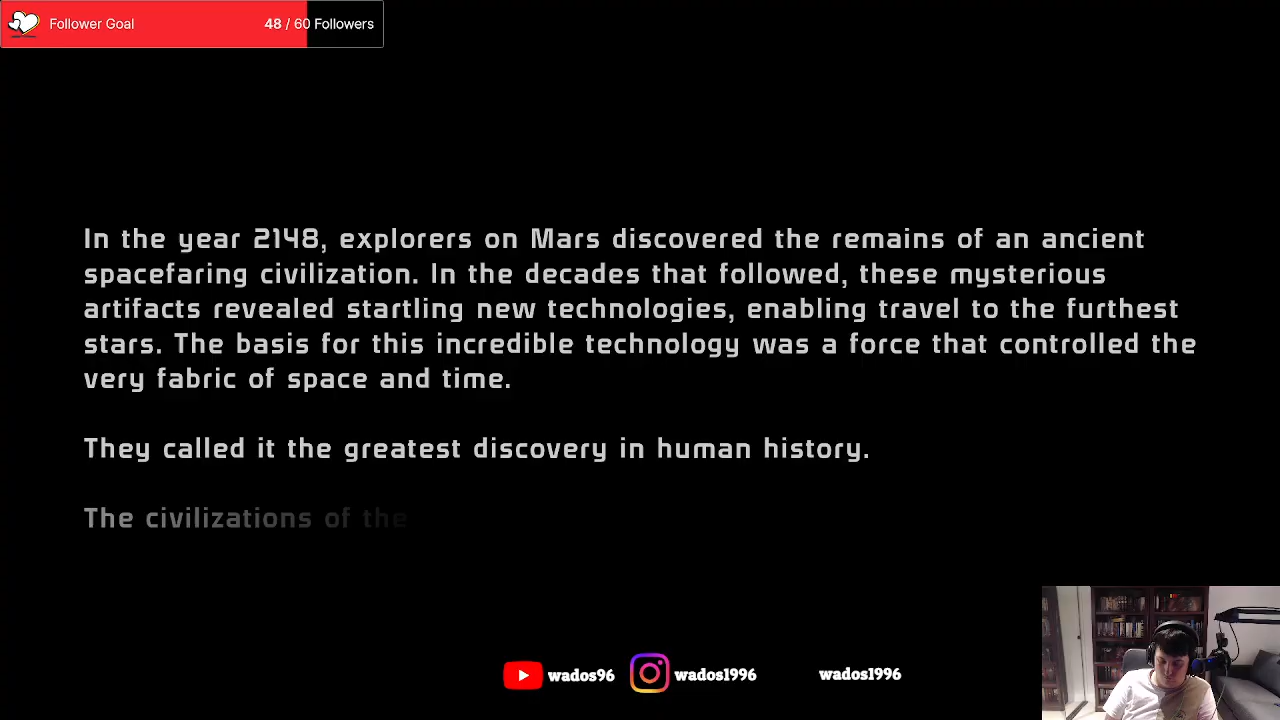 Follower Goal 48 / 60 Followers
In the year 2148, explorers on Mars discovered the remains of an ancient
spacefaring civilization. In the decades that followed, these mysterious
artifacts revealed startling new technologies, enabling travel to the furthest
stars. The basis for this incredible technology was a force that controlled the
very fabric of space and time.
They called it the greatest discovery in human history.
The civilizations of the
wados96 wados1996 wados1996